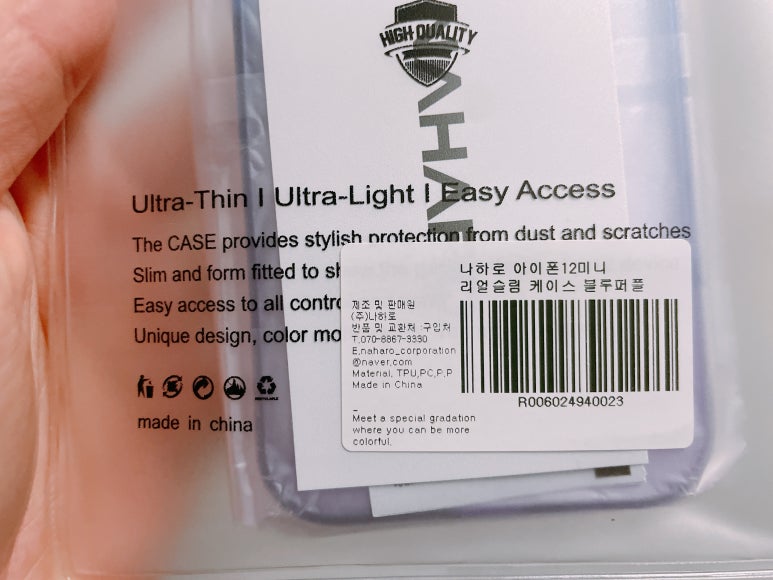 HIGH QUALITY
Ultra-Thin I Ultra-Light I Easy Access
The CASE provides stylish protection from dust and scratches
Slim and form fitted to sh
Easy access to all contro
Unique design, color mo
made in china
RECYCLABLE
나하로 아이폰12미니
리얼슬램 케이스 블루퍼플
제조 및 판매원
(주)나하로
반품 및 교환처 :구입처
T.070-8867-3330
E.naharo_corporation
@naver.com
Material, TPU,PC,P.P
Made in China
R006024940023
Meet a special gradation
where you can be more
colorful.